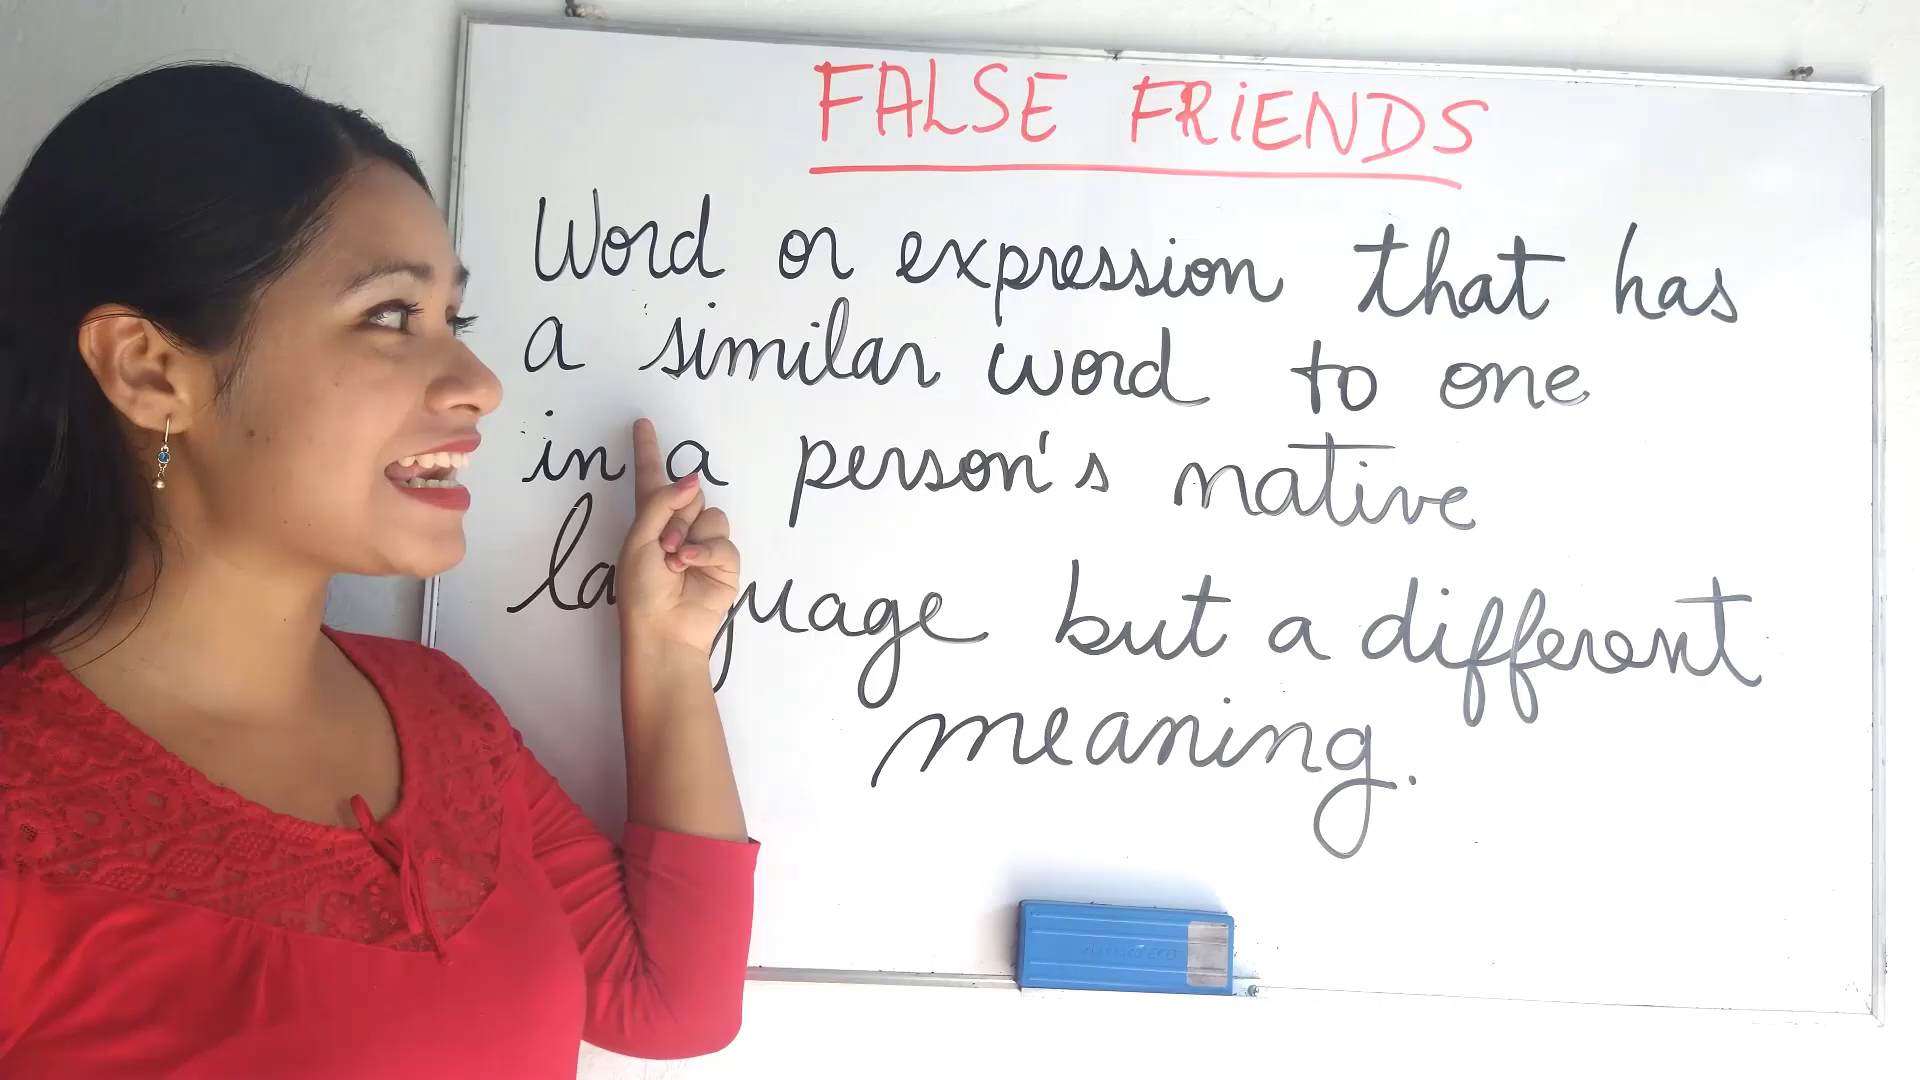 FALSE FRIENDS
Word or expression that has
a similar word to one
in a person's native
language but a different
meaning.